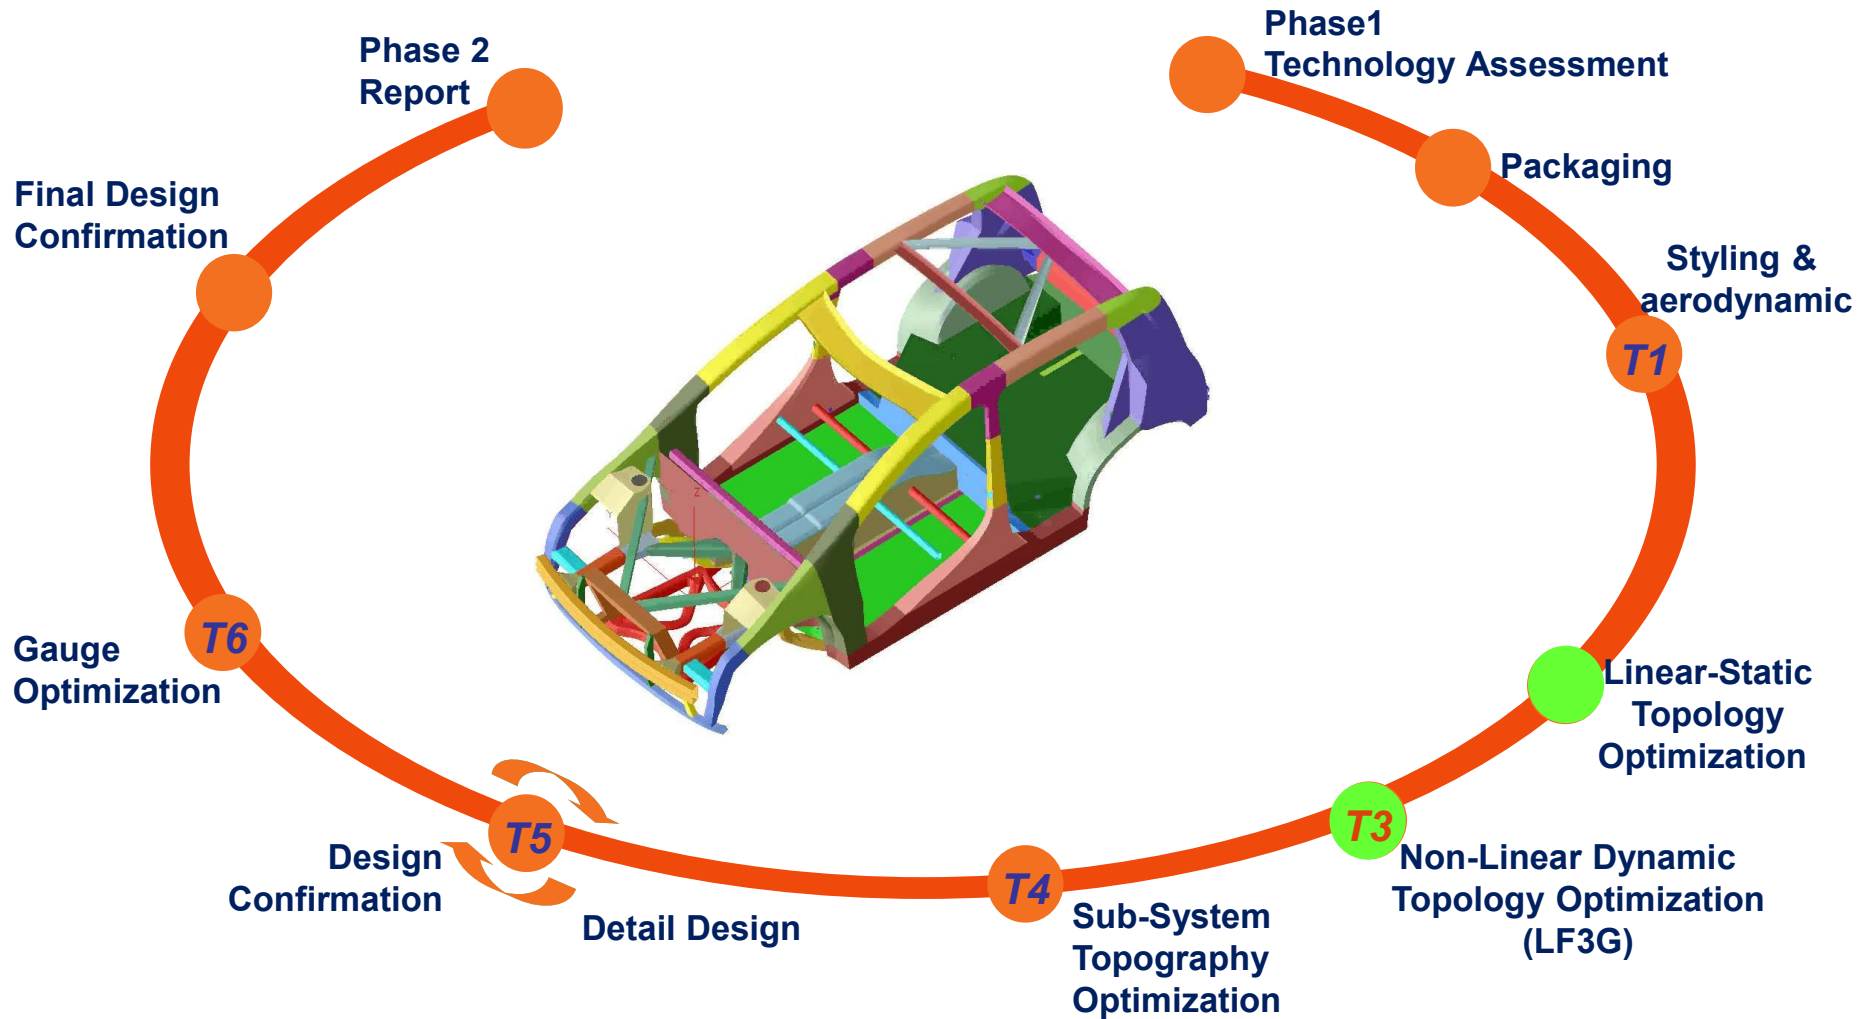 Phase1
Technology Assessment
Packaging
Styling &
aerodynamic
T1
Linear-Static
Topology
Optimization
T3
Non-Linear Dynamic
Topology Optimization
(LF3G)
T4
Sub-System
Topography
Optimization
Detail Design
T5
Design
Confirmation
T6
Gauge
Optimization
Final Design
Confirmation
Phase 2
Report
Z
Y